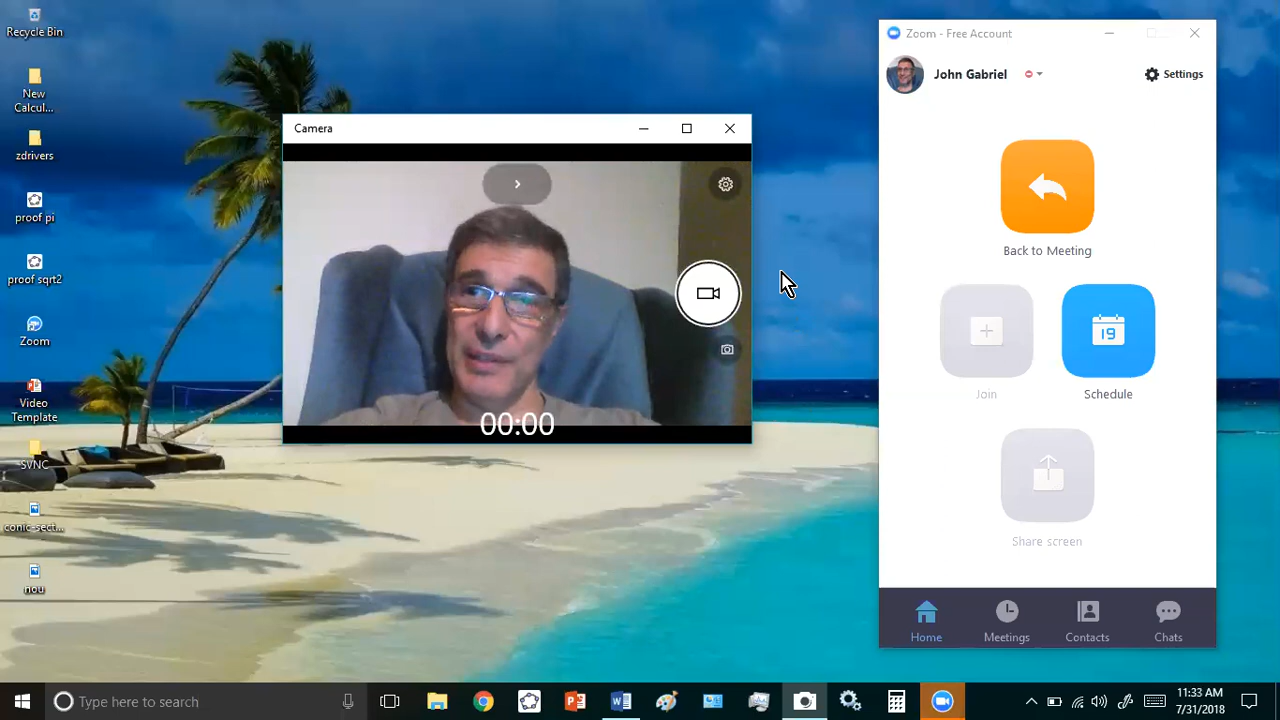 Recycle Bin
New
Calcul...
zdrivers
proof pi
proof sqrt2
Zoom
Video
Template
SVNC
conic-sect...
nou
Camera
00:00
Zoom - Free Account
John Gabriel
Settings
Back to Meeting
Join
19
Schedule
Share screen
Home
Meetings
Contacts
Chats
Type here to search
11:33 AM
7/31/2018